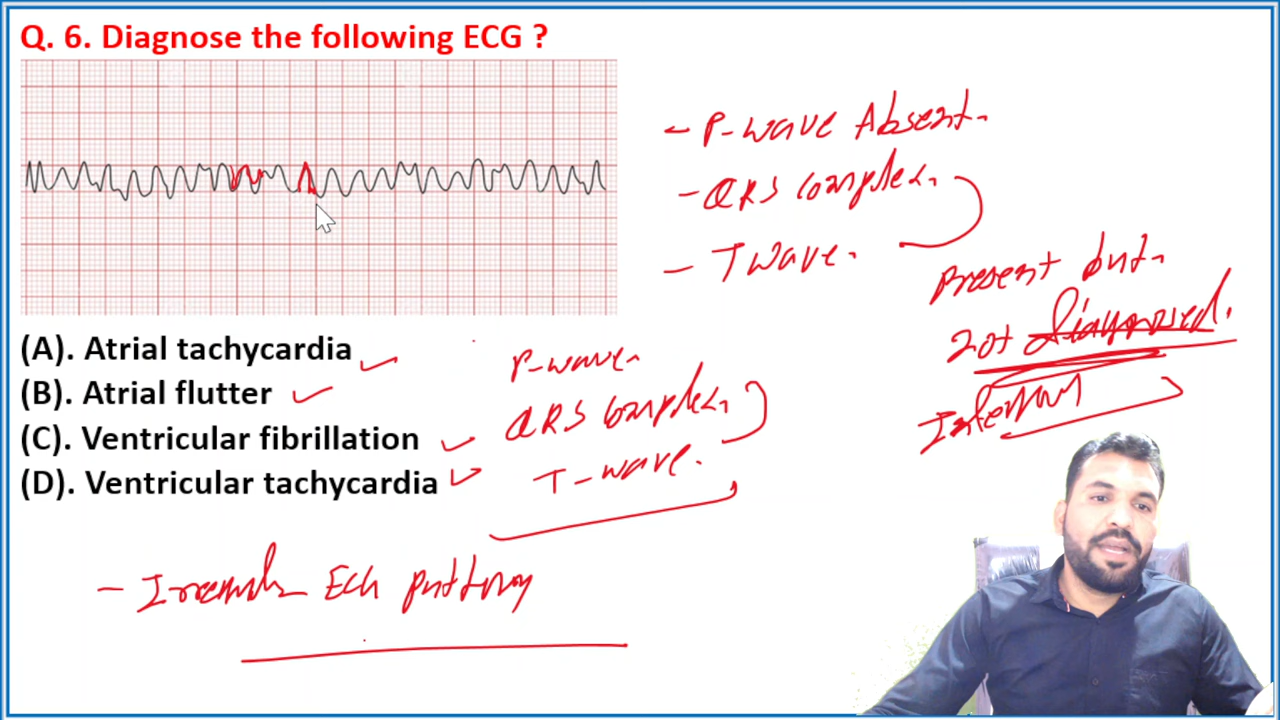 Q. 6. Diagnose the following ECG ?
- P-wave Absent.
- QRS Complex.
- T wave.
Present but
not Diagnosed.
(A). Atrial tachycardia
(B). Atrial flutter
(C). Ventricular fibrillation
(D). Ventricular tachycardia
P-wave.
QRS Complex.
T-wave.
- ECG